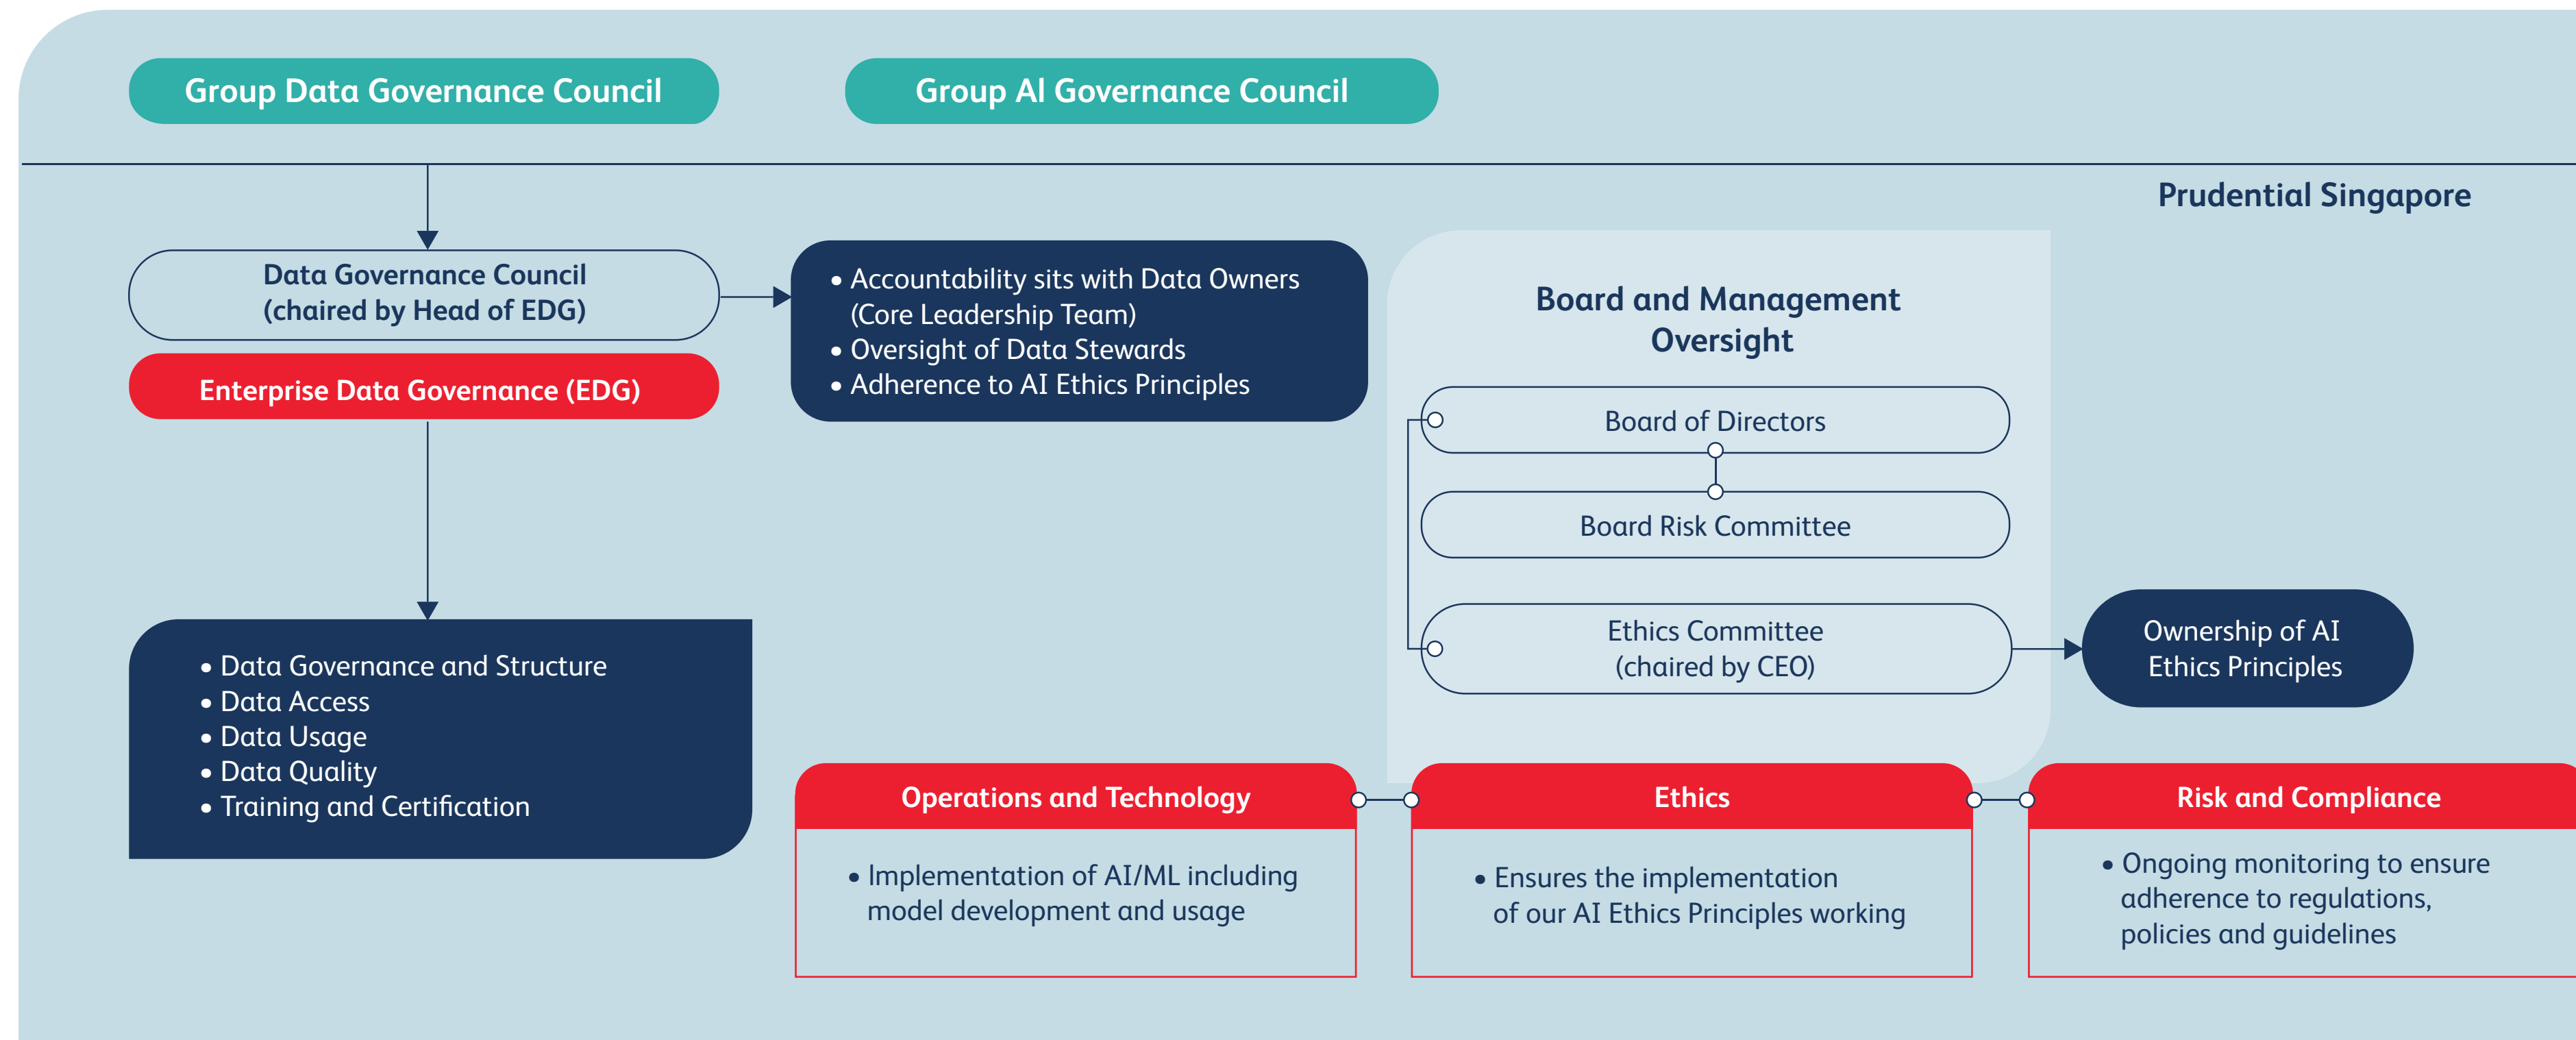 Group Data Governance Council
Group AI Governance Council
Prudential Singapore
Data Governance Council
(chaired by Head of EDG)
Enterprise Data Governance (EDG)
• Accountability sits with Data Owners
(Core Leadership Team)
• Oversight of Data Stewards
• Adherence to AI Ethics Principles
Board and Management
Oversight
Board of Directors
Board Risk Committee
Ethics Committee
(chaired by CEO)
Ownership of AI
Ethics Principles
• Data Governance and Structure
• Data Access
• Data Usage
• Data Quality
• Training and Certification
Operations and Technology
• Implementation of AI/ML including
model development and usage
Ethics
• Ensures the implementation
of our AI Ethics Principles working
Risk and Compliance
• Ongoing monitoring to ensure
adherence to regulations,
policies and guidelines